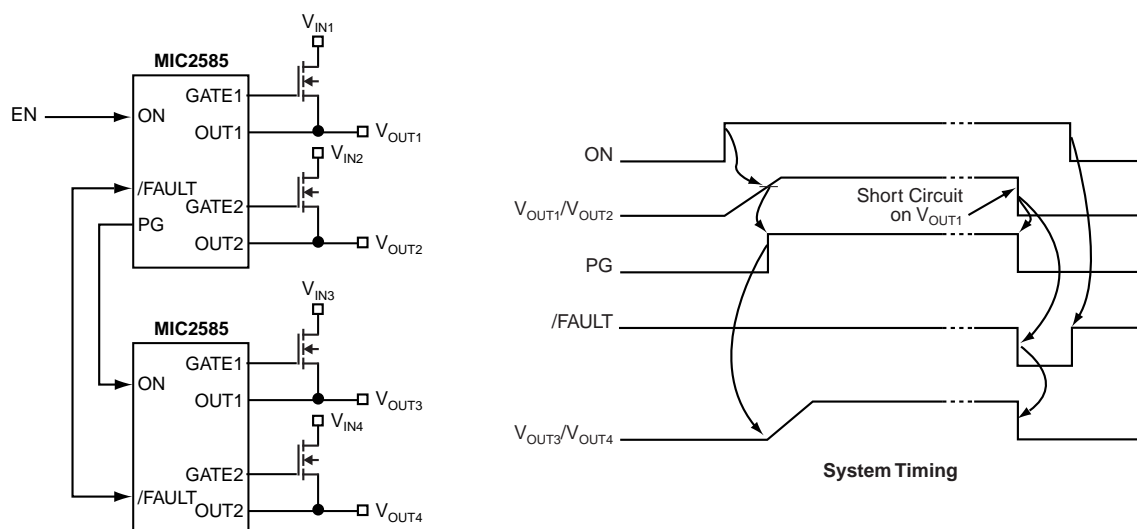 V_IN1
MIC2585
GATE1
EN
ON
OUT1
V_OUT1
V_IN2
/FAULT
GATE2
PG
OUT2
V_OUT2
V_IN3
MIC2585
GATE1
ON
OUT1
V_OUT3
V_IN4
GATE2
/FAULT
OUT2
V_OUT4
ON
V_OUT1/V_OUT2
Short Circuit
on V_OUT1
PG
/FAULT
V_OUT3/V_OUT4
System Timing